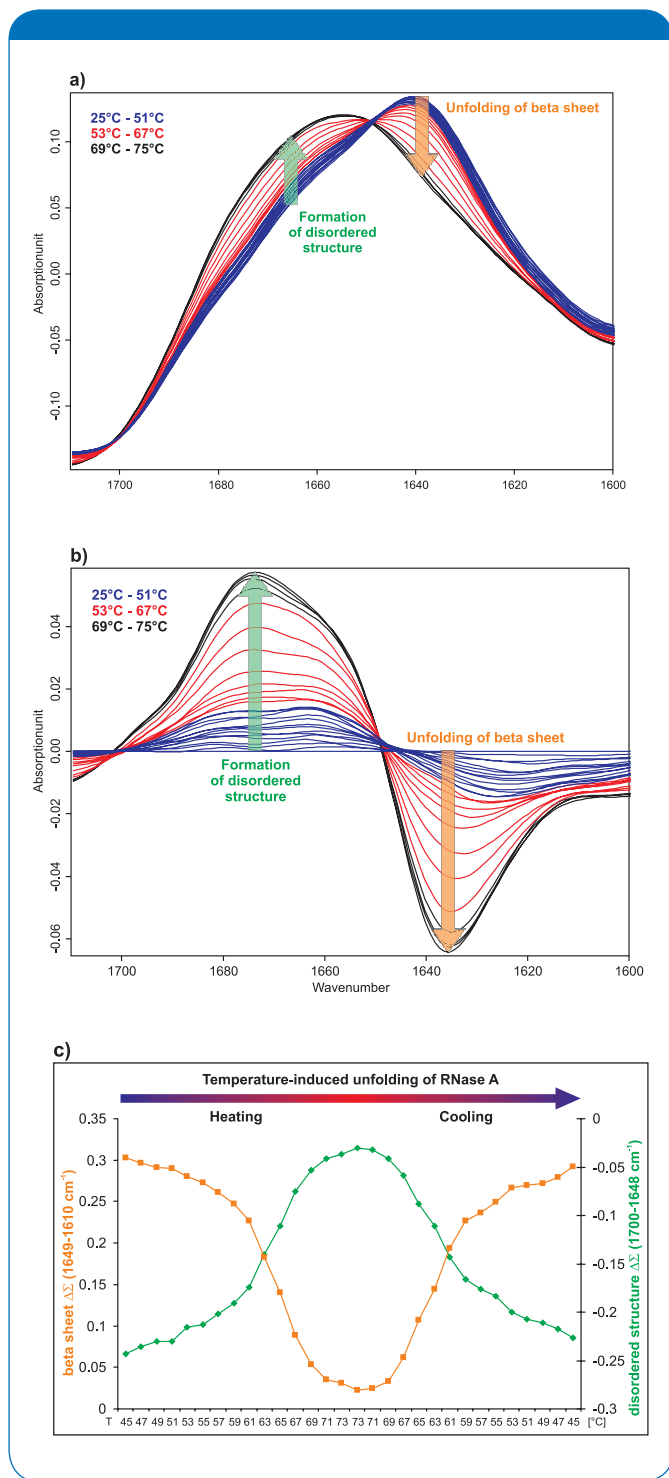 a)
25°C - 51°C
53°C - 67°C
69°C - 75°C
Unfolding of beta sheet
Formation
of disordered
structure
Absorptionunit
0.10
0.05
0.00
-0.05
-0.10
1700 1680 1660 1640 1620 1600
b)
25°C - 51°C
53°C - 67°C
69°C - 75°C
Unfolding of beta sheet
Formation
of disordered
structure
Absorptionunit
0.04
0.02
0.00
-0.02
-0.04
-0.06
1700 1680 1660 1640 1620 1600
Wavenumber
c)
Temperature-induced unfolding of RNase A
Heating Cooling
beta sheet ΔΣ (1649-1610 cm⁻¹)
0.35
0.3
0.25
0.2
0.15
0.1
0.05
0
0
-0,05
-0,1
-0,15
-0,2
-0,25
-0,3
disordered structure ΔΣ (1700-1648 cm⁻¹)
T 45 47 49 51 53 55 57 59 61 63 65 67 69 71 73 73 71 69 67 65 63 61 59 57 55 53 51 49 47 45 [°C]